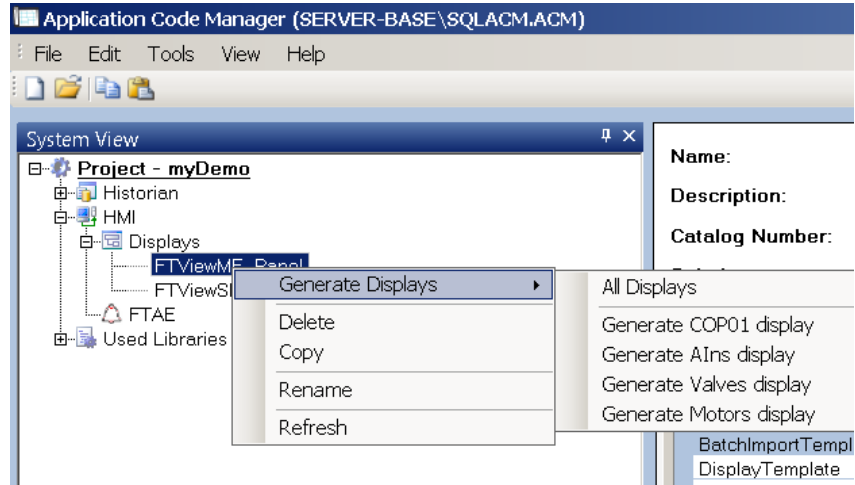 Application Code Manager (SERVER-BASE\SQLACM.ACM)
File Edit Tools View Help
System View
Project - myDemo
Historian
HMI
Displays
FTViewME_Panel
FTAE
Used Libraries
Generate Displays
Delete
Copy
Rename
Refresh
All Displays
Generate COP01 display
Generate AIns display
Generate Valves display
Generate Motors display
Name:
Description:
Catalog Number:
BatchImportTempl
DisplayTemplate